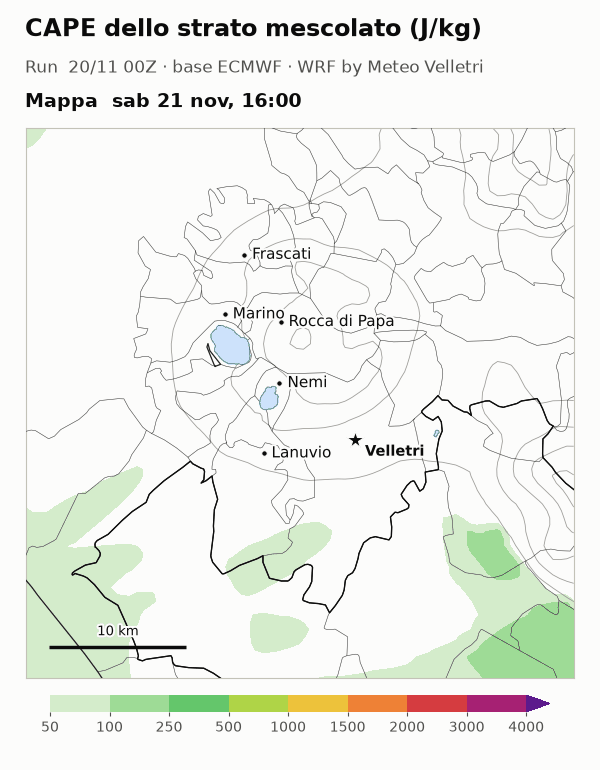 CAPE dello strato mescolato (J/kg)
Run  20/11 00Z · base ECMWF · WRF by Meteo Velletri
Mappa  sab 21 nov, 16:00
Frascati
Marino
Rocca di Papa
Nemi
Velletri
Lanuvio
10 km
50 100 250 500 1000 1500 2000 3000 4000